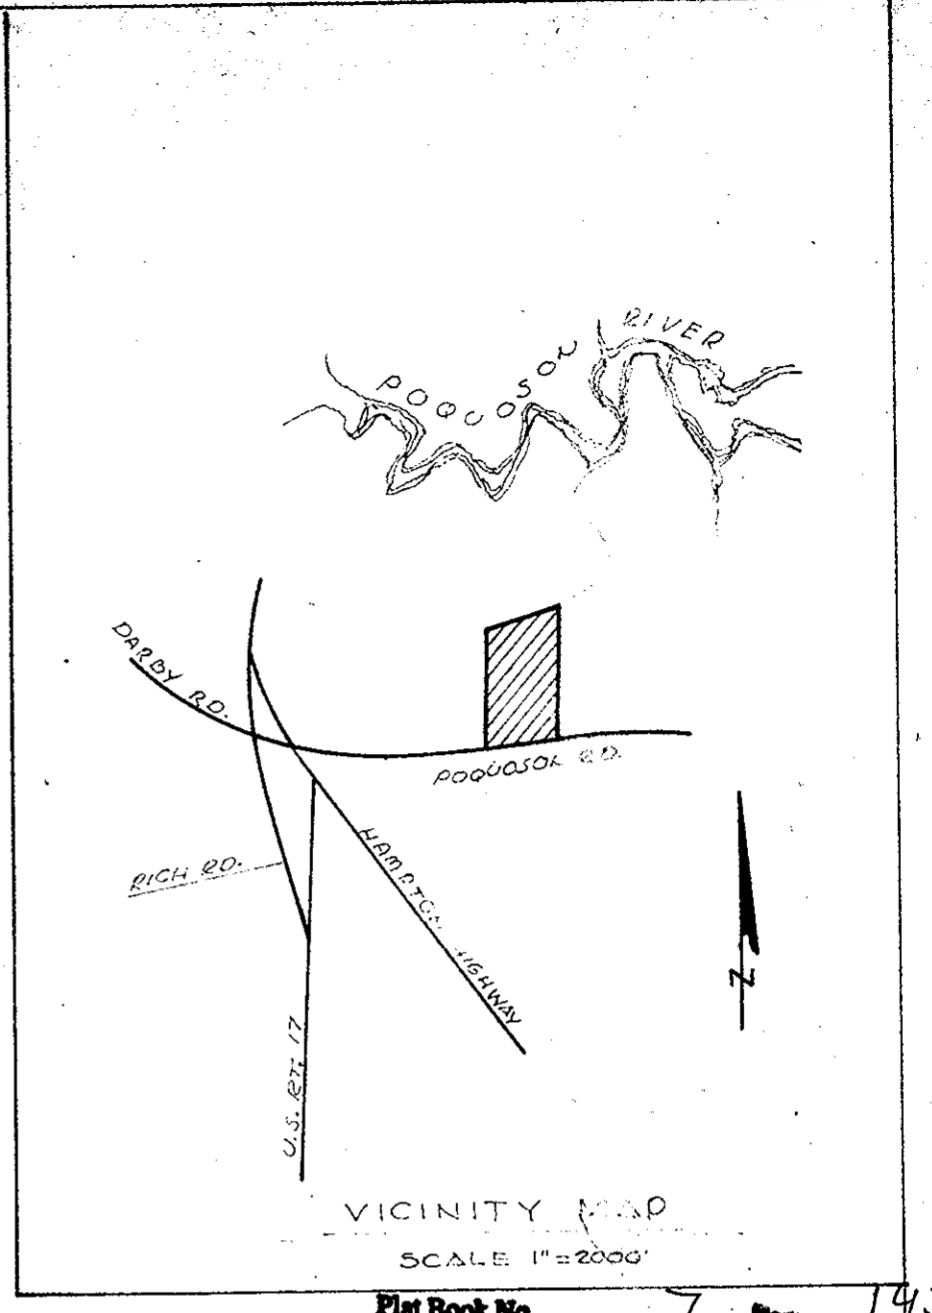 POQUOSON RIVER
DARBY RD.
POQUOSON RD.
RICH RD.
HAMPTON HIGHWAY
N
U.S. RT. 17
VICINITY MAP
SCALE 1"=2000'
Plat Book No. 7
14